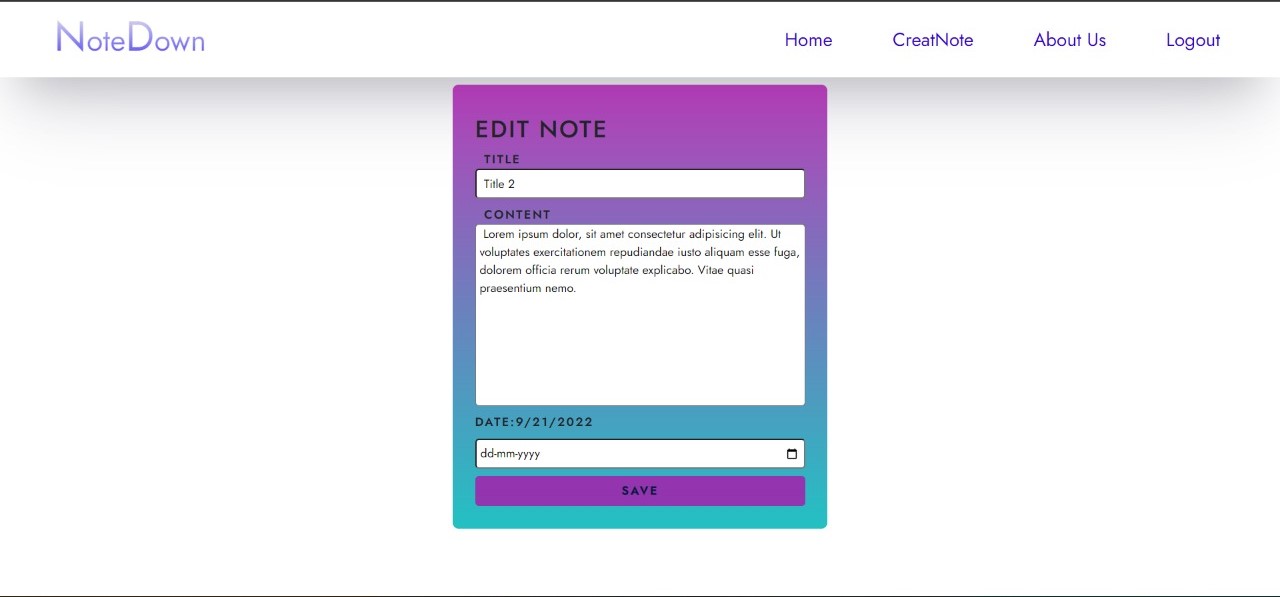 NoteDown
Home CreatNote About Us Logout
EDIT NOTE
TITLE
Title 2
CONTENT
Lorem ipsum dolor, sit amet consectetur adipisicing elit. Ut
voluptates exercitationem repudiandae iusto aliquam esse fuga,
dolorem officia rerum voluptate explicabo. Vitae quasi
praesentium nemo.
DATE:9/21/2022
dd-mm-yyyy
SAVE